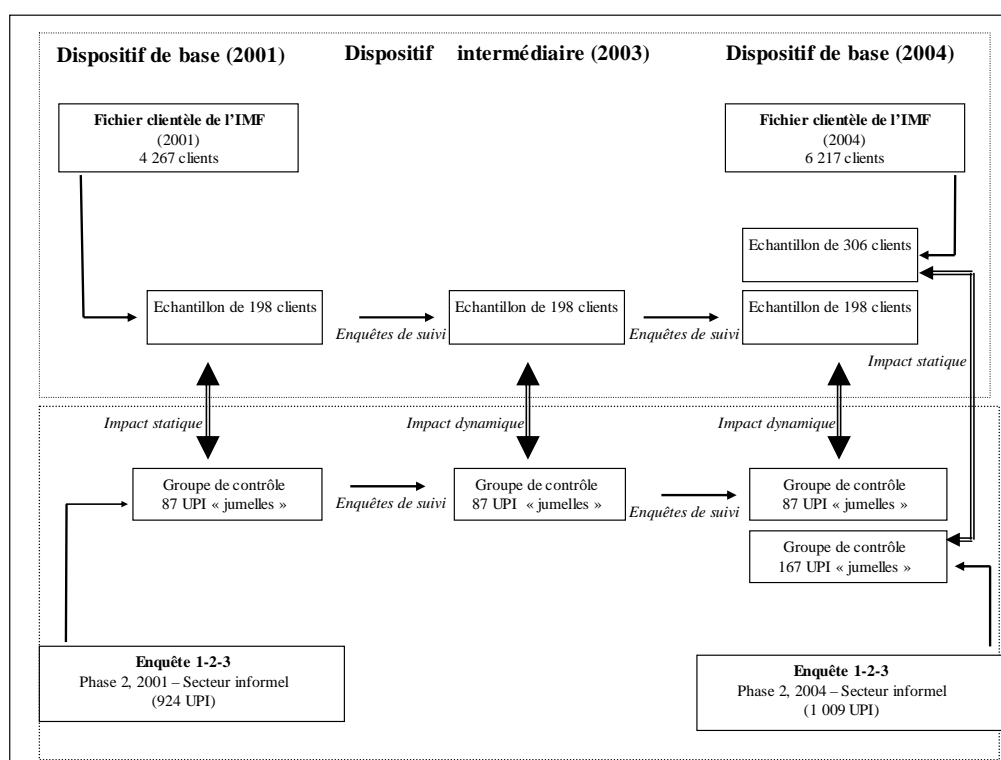 Dispositif de base (2001)
Dispositif intermédiaire (2003)
Dispositif de base (2004)
Fichier clientèle de l'IMF
(2001)
4 267 clients
Fichier clientèle de l'IMF
(2004)
6 217 clients
Echantillon de 306 clients
Echantillon de 198 clients
Enquêtes de suivi
Echantillon de 198 clients
Enquêtes de suivi
Echantillon de 198 clients
Impact statique
Impact statique
Impact dynamique
Impact dynamique
Groupe de contrôle
87 UPI « jumelles »
Enquêtes de suivi
Groupe de contrôle
87 UPI « jumelles »
Enquêtes de suivi
Groupe de contrôle
87 UPI « jumelles »
Groupe de contrôle
167 UPI « jumelles »
Enquête 1-2-3
Phase 2, 2001 – Secteur informel
(924 UPI)
Enquête 1-2-3
Phase 2, 2004 – Secteur informel
(1 009 UPI)